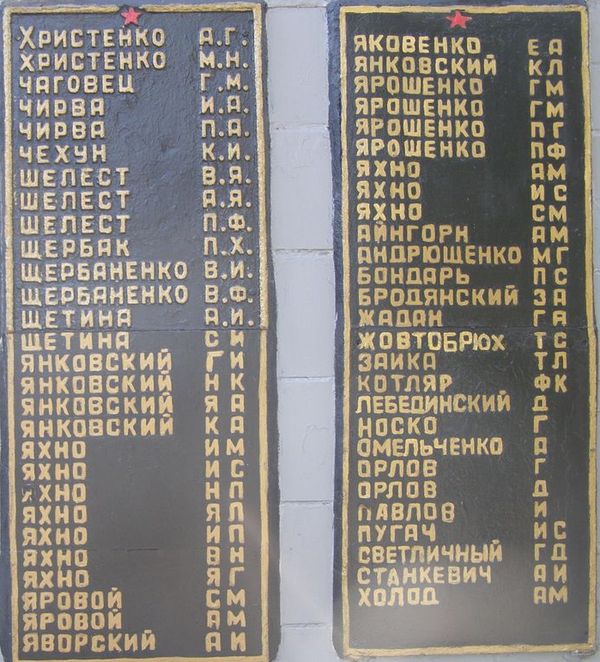 ХРИСТЕНКО А.Г.
ХРИСТЕНКО М.Н.
ЧАГОВЕЦ Г.М.
ЧИРВА И.А.
ЧИРВА П.А.
ЧЕХУН К.И.
ШЕЛЕСТ В.Я.
ШЕЛЕСТ А.Я.
ШЕЛЕСТ П.Ф.
ЩЕРБАК П.Х.
ЩЕРБАНЕНКО В.И.
ЩЕРБАНЕНКО В.Ф.
ЩЕТИНА А.И.
ЩЕТИНА С И
ЯНКОВСКИЙ Г И
ЯНКОВСКИЙ Н К
ЯНКОВСКИЙ Я А
ЯНКОВСКИЙ К А
ЯХНО И М
ЯХНО И С
ЯХНО Н П
ЯХНО Я Л
ЯХНО И П
ЯХНО В Н
ЯХНО Я Г
ЯРОВОЙ С М
ЯРОВОЙ А М
ЯВОРСКИЙ А И
ЯКОВЕНКО Е А
ЯНКОВСКИЙ К Л
ЯРОШЕНКО Г М
ЯРОШЕНКО Г М
ЯРОШЕНКО П Г
ЯРОШЕНКО П Ф
ЯХНО А М
ЯХНО И С
ЯХНО С М
АЙНГОРН А М
АНДРЮЩЕНКО М Г
БОНДАРЬ П С
БРОДЯНСКИЙ З А
ЖАДАН Г А
ЖОВТОБРЮХ Т С
ЗАИКА Т Л
КОТЛЯР Ф К
ЛЕБЕДИНСКИЙ Д
НОСКО Г
ОМЕЛЬЧЕНКО А
ОРЛОВ Г
ОРЛОВ Д
ПАВЛОВ И
ПУГАЧ И С
СВЕТЛИЧНЫЙ Г Д
СТАНКЕВИЧ А И
ХОЛОД А М